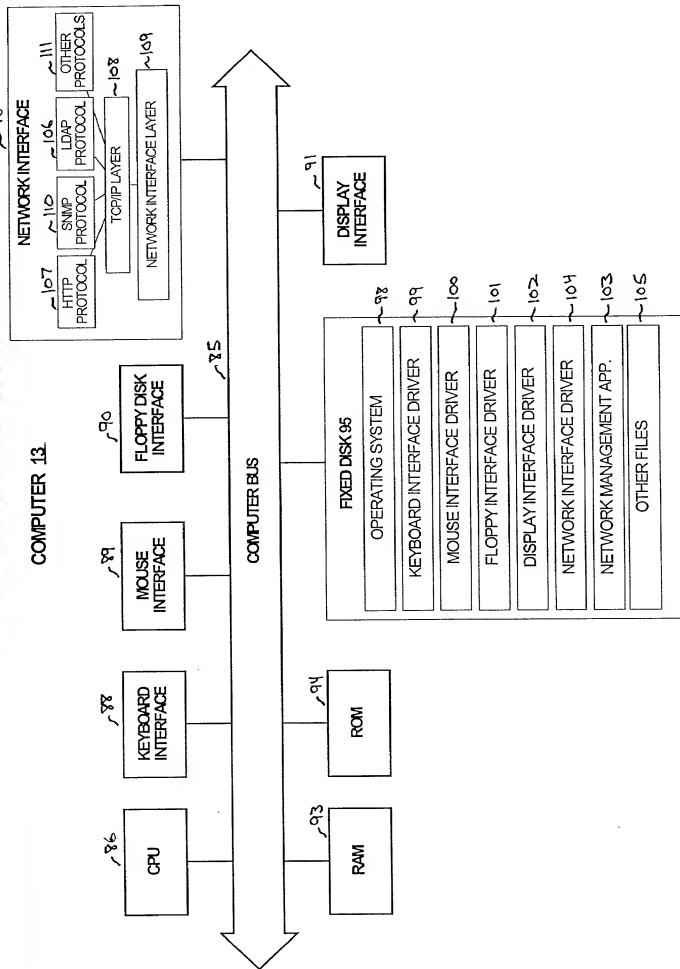 COMPUTER 13
86
CPU
88
KEYBOARD
INTERFACE
89
MOUSE
INTERFACE
90
FLOPPY DISK
INTERFACE
NETWORK INTERFACE
107
HTTP
PROTOCOL
110
SNMP
PROTOCOL
106
LDAP
PROTOCOL
111
OTHER
PROTOCOLS
108
TCP/IP LAYER
109
NETWORK INTERFACE LAYER
85
COMPUTER BUS
93
RAM
94
ROM
FIXED DISK 95
OPERATING SYSTEM
98
KEYBOARD INTERFACE DRIVER
99
MOUSE INTERFACE DRIVER
100
FLOPPY INTERFACE DRIVER
101
DISPLAY INTERFACE DRIVER
102
NETWORK INTERFACE DRIVER
104
NETWORK MANAGEMENT APP.
103
OTHER FILES
105
91
DISPLAY
INTERFACE